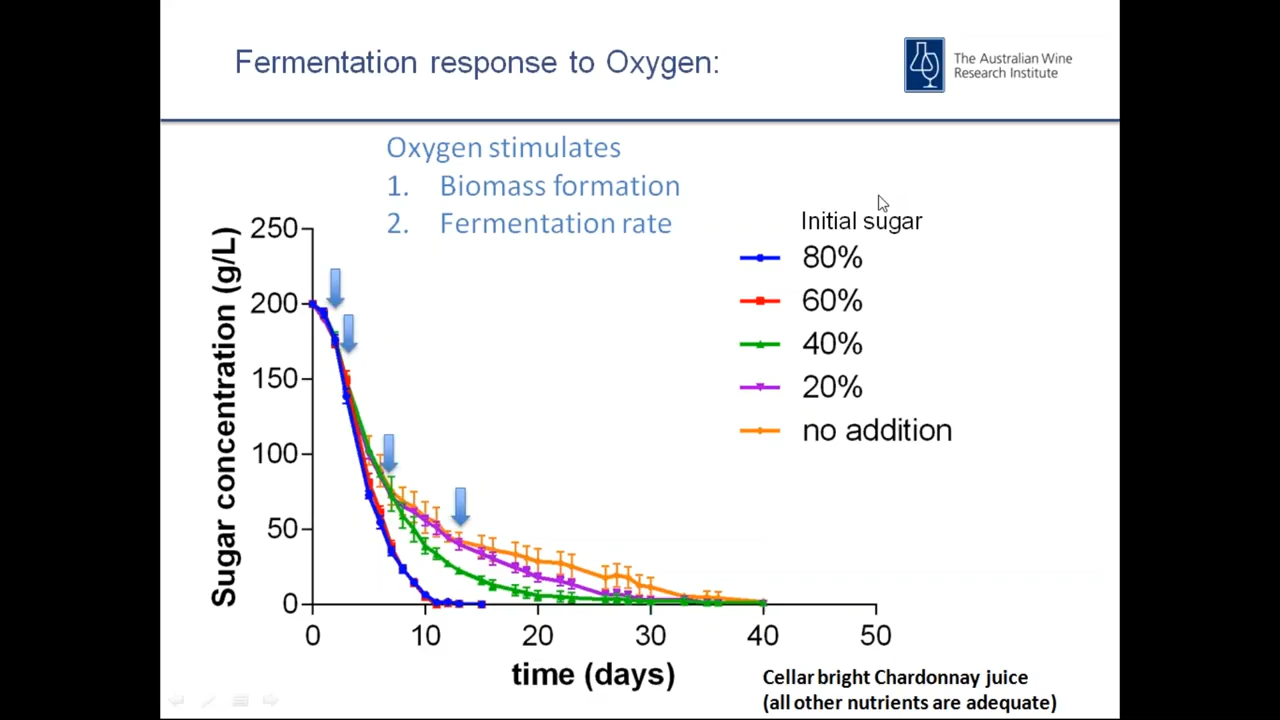 Fermentation response to Oxygen:
The Australian Wine
Research Institute
Oxygen stimulates
1. Biomass formation
2. Fermentation rate
Initial sugar
80%
60%
40%
20%
no addition
Sugar concentration (g/L)
250
200
150
100
50
0
0 10 20 30 40 50
time (days)
Cellar bright Chardonnay juice
(all other nutrients are adequate)